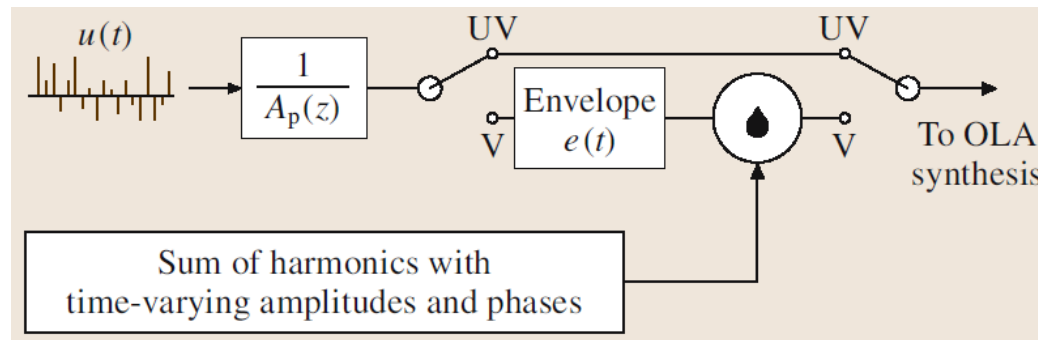 u(t)
1
A_p(z)
UV
V
Envelope
e(t)
UV
V
To OLA
synthesis
Sum of harmonics with
time-varying amplitudes and phases